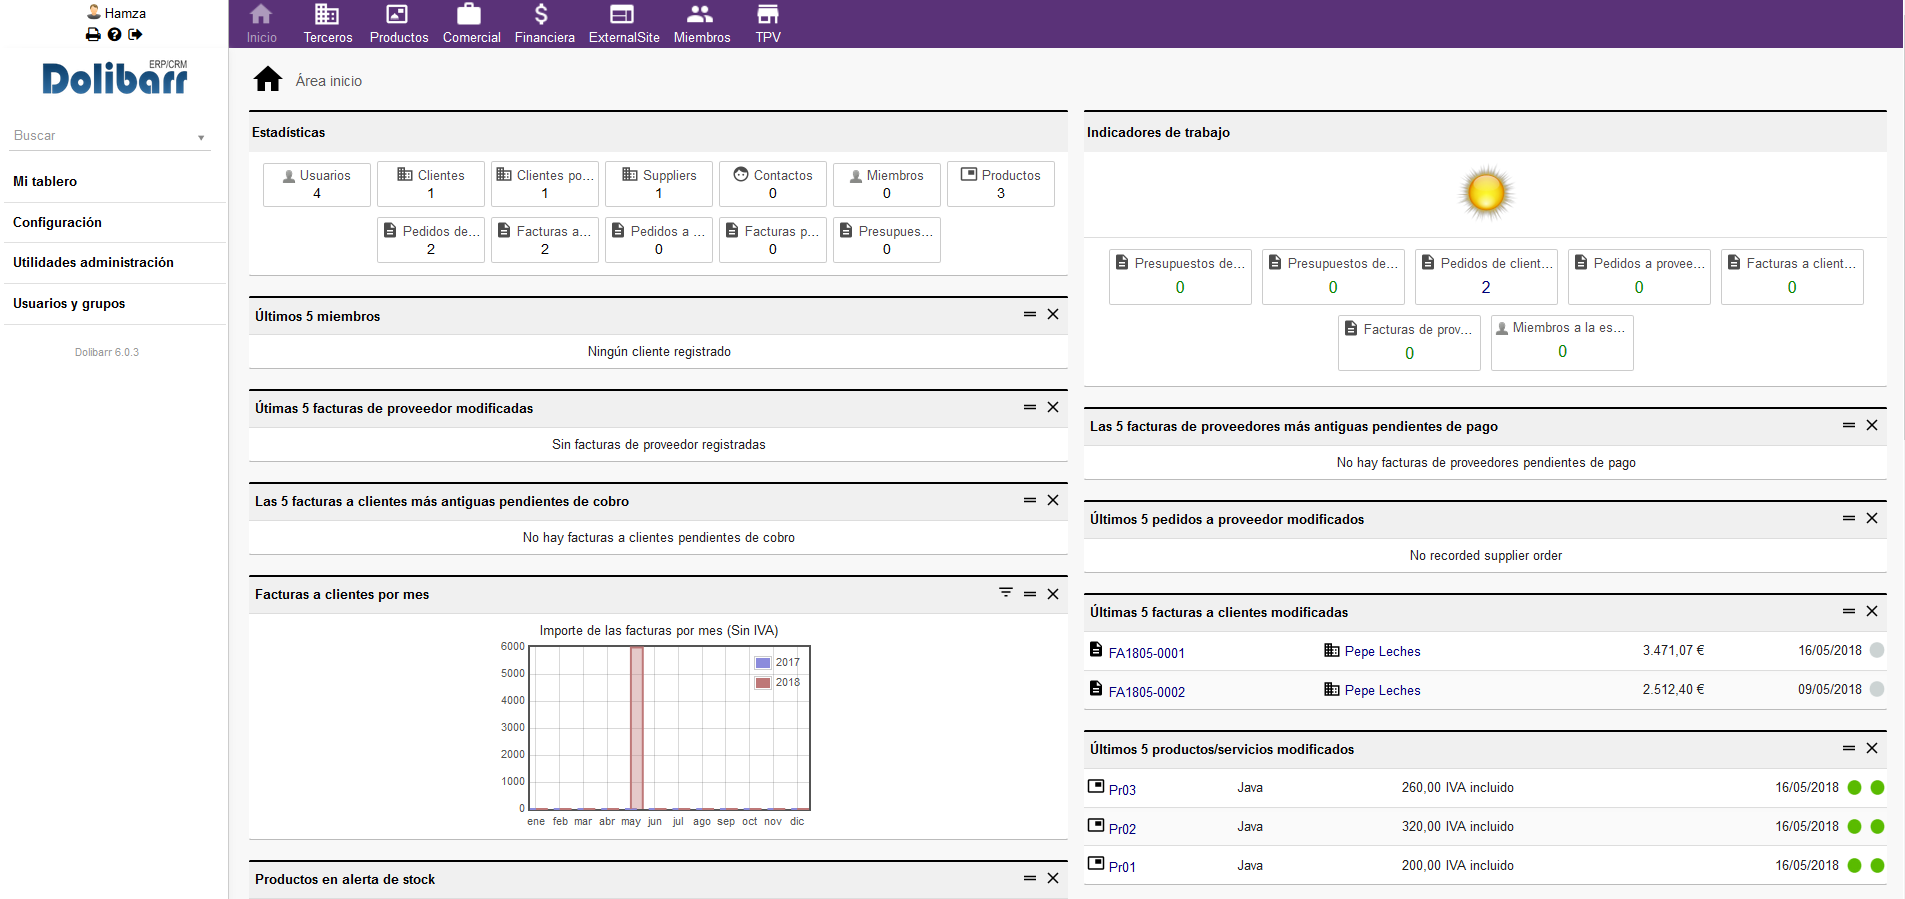 Hamza
Inicio
Terceros
Productos
Comercial
Financiera
ExternalSite
Miembros
TPV
Dolibarr ERP/CRM
Buscar
Mi tablero
Configuración
Utilidades administración
Usuarios y grupos
Dolibarr 6.0.3
Área inicio
Estadísticas
Usuarios
4
Clientes
1
Clientes po...
1
Suppliers
1
Contactos
0
Miembros
0
Productos
3
Pedidos de...
2
Facturas a...
2
Pedidos a ...
0
Facturas p...
0
Presupues...
0
Últimos 5 miembros
Ningún cliente registrado
Útimas 5 facturas de proveedor modificadas
Sin facturas de proveedor registradas
Las 5 facturas a clientes más antiguas pendientes de cobro
No hay facturas a clientes pendientes de cobro
Facturas a clientes por mes
Importe de las facturas por mes (Sin IVA)
6000
5000
4000
3000
2000
1000
0
2017
2018
ene feb mar abr may jun jul ago sep oct nov dic
Productos en alerta de stock
Indicadores de trabajo
Presupuestos de...
0
Presupuestos de...
0
Pedidos de client...
2
Pedidos a provee...
0
Facturas a client...
0
Facturas de prov...
0
Miembros a la es...
0
Las 5 facturas de proveedores más antiguas pendientes de pago
No hay facturas de proveedores pendientes de pago
Últimos 5 pedidos a proveedor modificados
No recorded supplier order
Últimas 5 facturas a clientes modificadas
FA1805-0001 Pepe Leches 3.471,07 € 16/05/2018
FA1805-0002 Pepe Leches 2.512,40 € 09/05/2018
Últimos 5 productos/servicios modificados
Pr03 Java 260,00 IVA incluido 16/05/2018
Pr02 Java 320,00 IVA incluido 16/05/2018
Pr01 Java 200,00 IVA incluido 16/05/2018